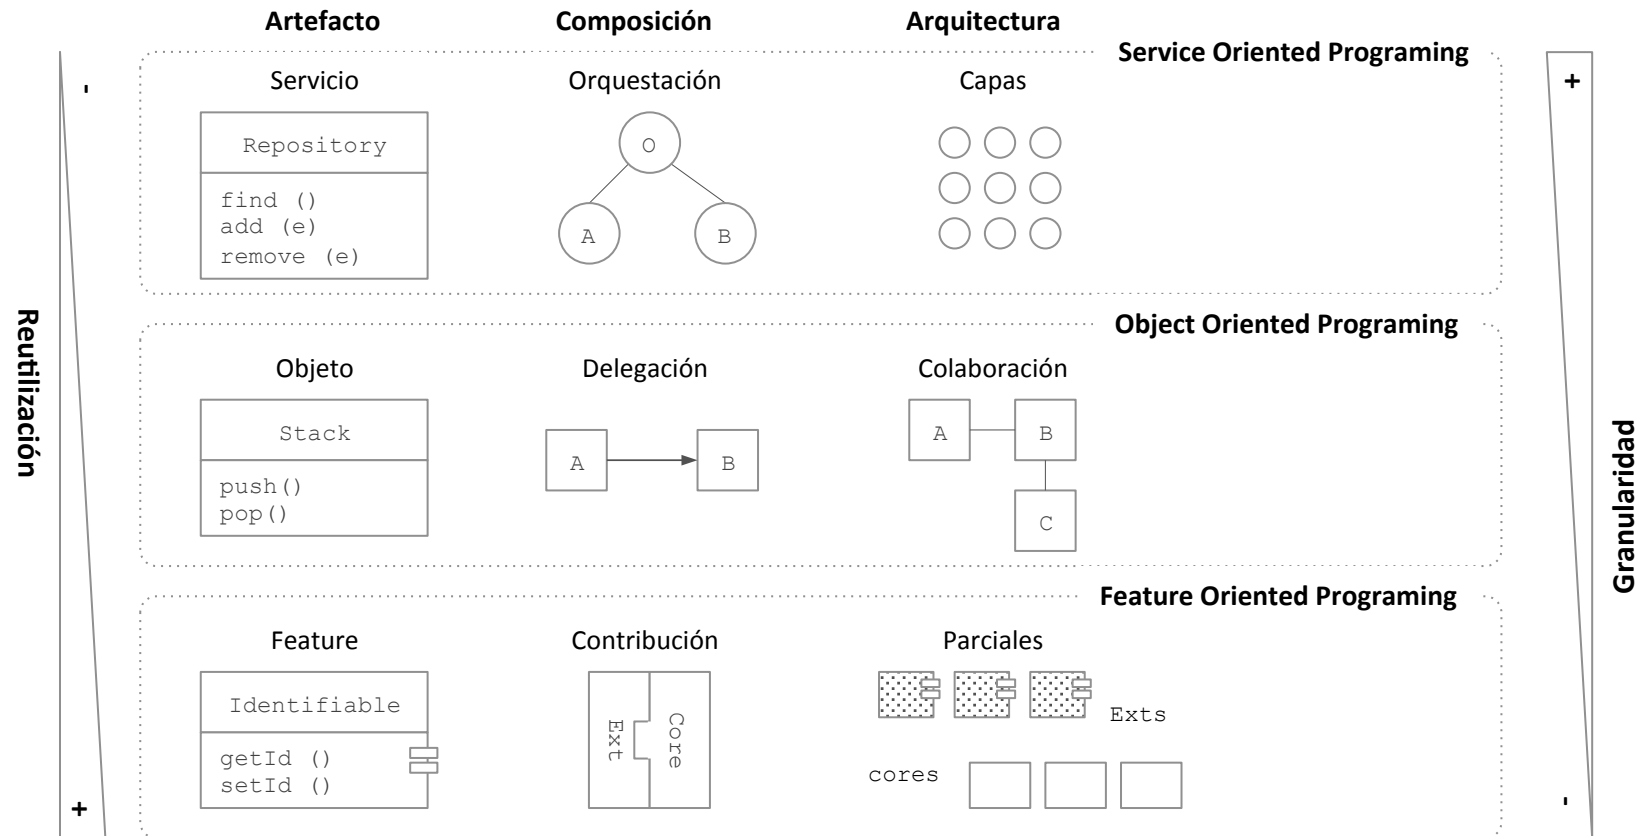 Artefacto
Composición
Arquitectura
Service Oriented Programing
-
+
Servicio
Orquestación
Capas
Repository
find ()
add (e)
remove (e)
O
A
B
Reutilización
Granularidad
Object Oriented Programing
Objeto
Delegación
Colaboración
Stack
push()
pop()
A
B
A
B
C
Feature Oriented Programing
Feature
Contribución
Parciales
Identifiable
getId ()
setId ()
Ext
Core
Exts
cores
+
-